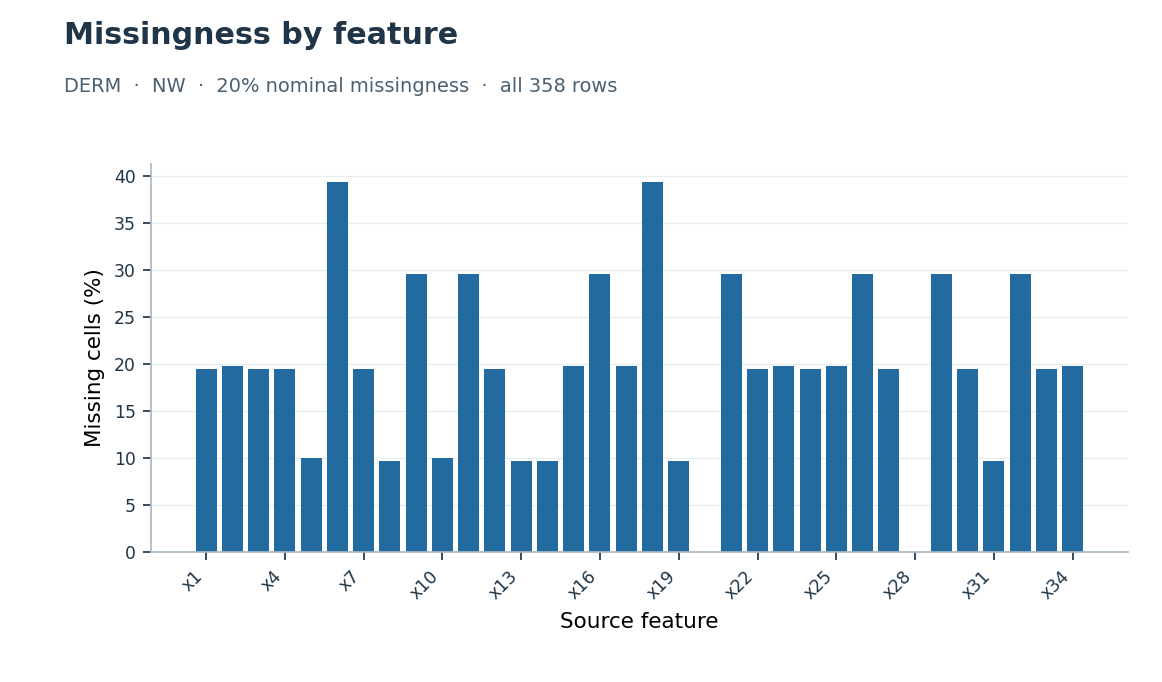 Missingness by feature
DERM · NW · 20% nominal missingness · all 358 rows
Missing cells (%)
40
35
30
25
20
15
10
5
0
x1 x4 x7 x10 x13 x16 x19 x22 x25 x28 x31 x34
Source feature